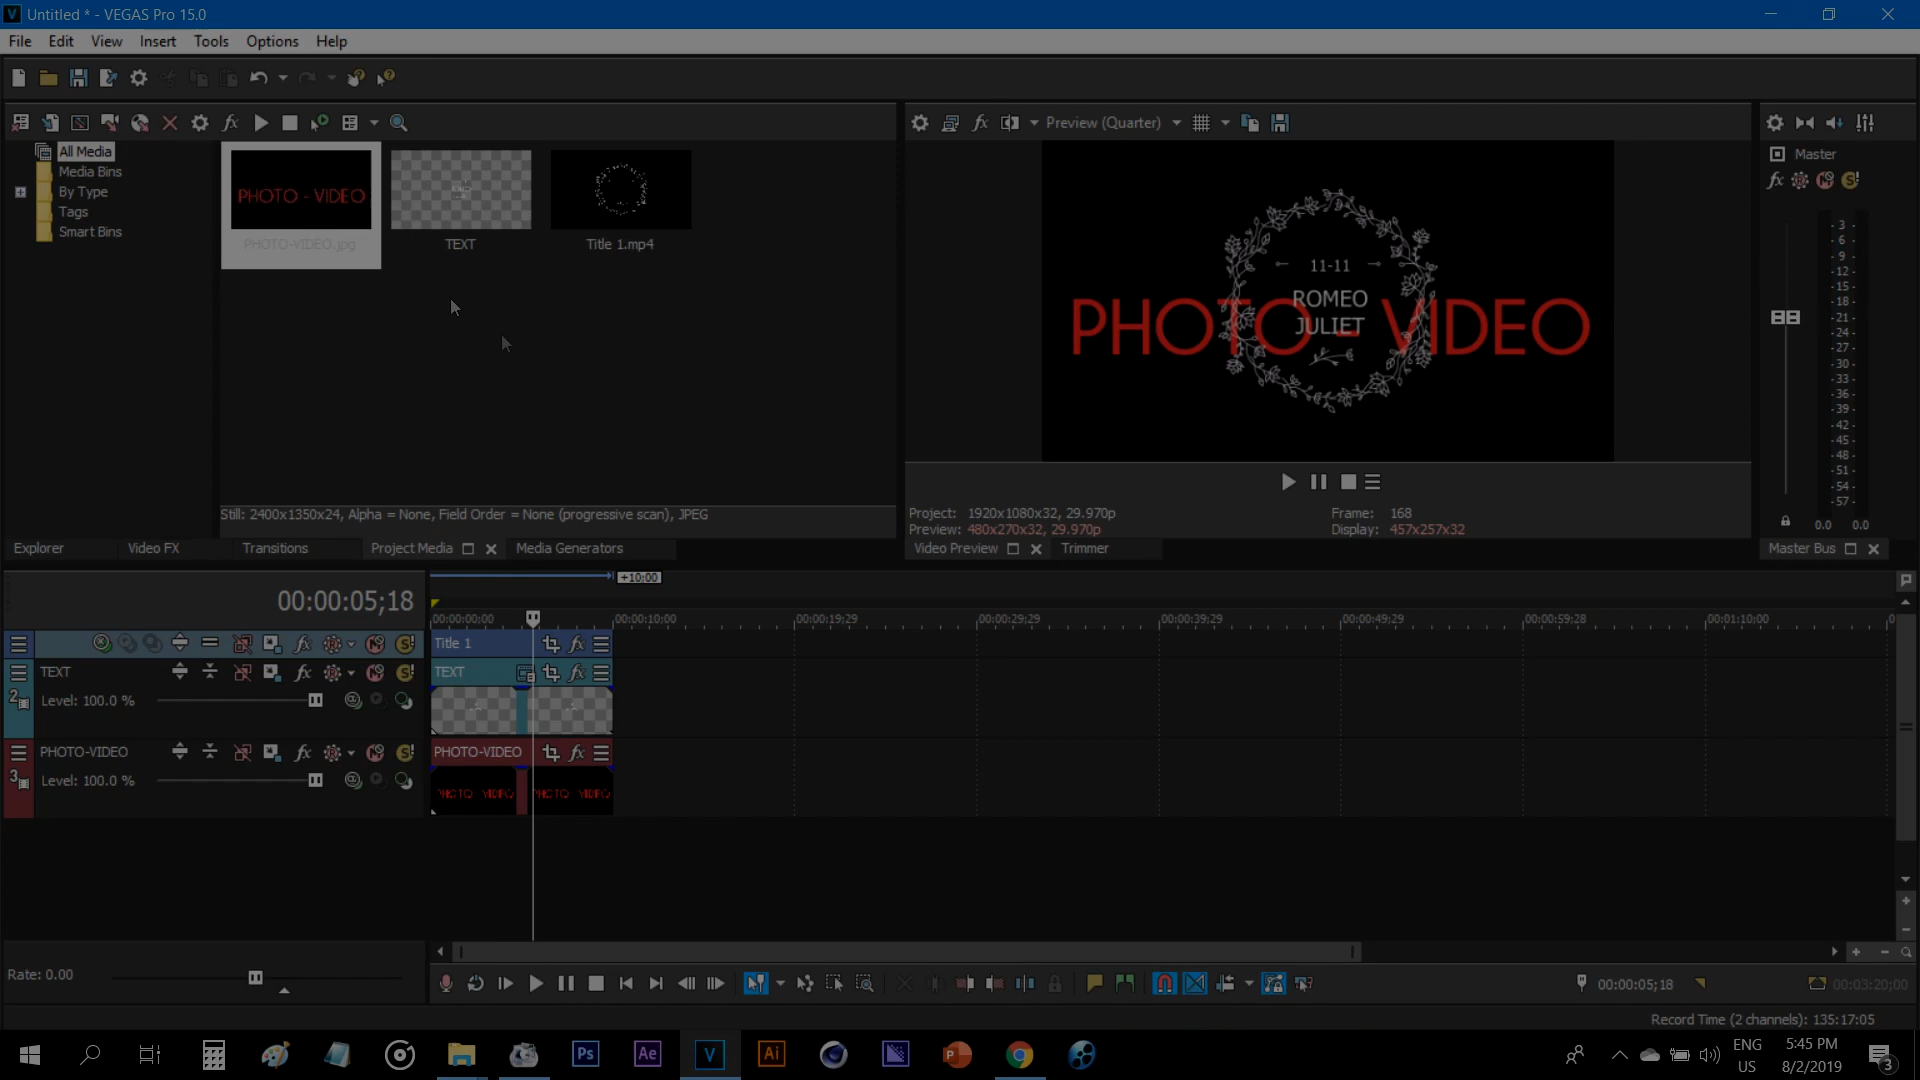 Untitled * - VEGAS Pro 15.0
File Edit View Insert Tools Options Help
Preview (Quarter)
All Media
Media Bins
By Type
Tags
Smart Bins
PHOTO - VIDEO
PHOTO-VIDEO.jpg
TEXT
Title 1.mp4
11-11
ROMEO
JULIET
PHOTO - VIDEO
Master
- 3 -
- 6 -
- 9 -
- 12 -
- 15 -
- 18 -
- 21 -
- 24 -
- 27 -
- 30 -
- 33 -
- 36 -
- 39 -
- 42 -
- 45 -
- 48 -
- 51 -
- 54 -
- 57 -
0.0 0.0
Still: 2400x1350x24, Alpha = None, Field Order = None (progressive scan), JPEG
Project: 1920x1080x32, 29.970p
Preview: 480x270x32, 29.970p
Frame: 168
Display: 457x257x32
Explorer Video FX Transitions Project Media Media Generators
Video Preview Trimmer
Master Bus
00:00:05;18
+10:00
00:00:00;00 00:00:10;00 00:00:19;29 00:00:29;29 00:00:39;29 00:00:49;29 00:00:59;28 00:01:10;00 0
Title 1
TEXT
TEXT
2
Level: 100.0 %
PHOTO-VIDEO
PHOTO-VIDEO
3
Level: 100.0 %
PHOTO VIDEO PHOTO VIDEO
Rate: 0.00
00:00:05;18
00:03:20;00
Record Time (2 channels): 135:17:05
Ps Ae V Ai
ENG
US
5:45 PM
8/2/2019
3